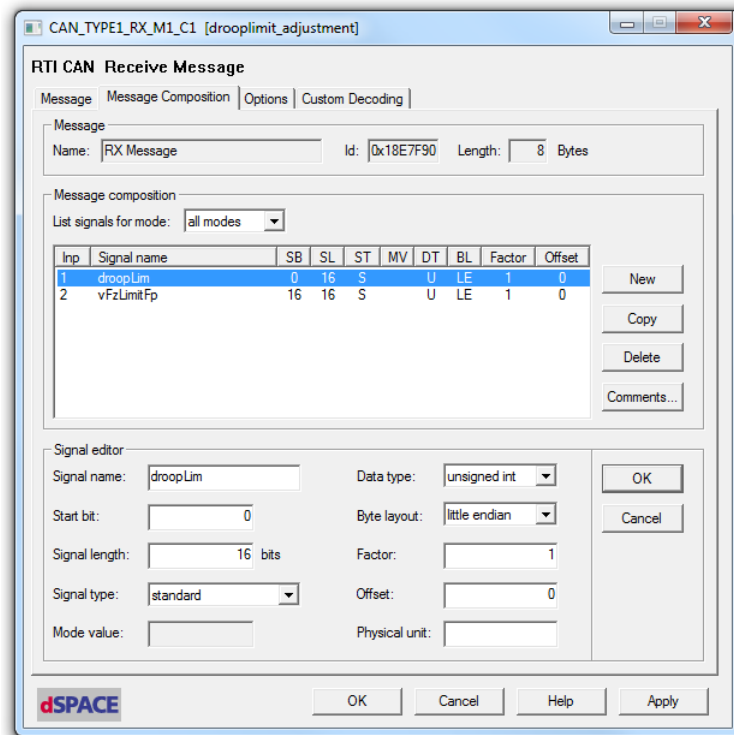 CAN_TYPE1_RX_M1_C1 [drooplimit_adjustment]
RTI CAN Receive Message
Message Message Composition Options Custom Decoding
Message
Name: RX Message Id: 0x18E7F90 Length: 8 Bytes
Message composition
List signals for mode: all modes
Inp Signal name SB SL ST MV DT BL Factor Offset
1 droopLim 0 16 S U LE 1 0
2 vFzLimitFp 16 16 S U LE 1 0
New
Copy
Delete
Comments...
Signal editor
Signal name: droopLim Data type: unsigned int OK
Start bit: 0 Byte layout: little endian Cancel
Signal length: 16 bits Factor: 1
Signal type: standard Offset: 0
Mode value: Physical unit:
dSPACE OK Cancel Help Apply